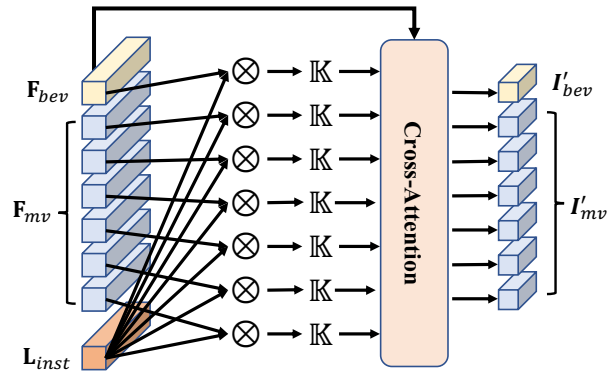 F_bev
F_mv
L_inst
⊗ 𝕂
⊗ 𝕂
⊗ 𝕂
⊗ 𝕂
⊗ 𝕂
⊗ 𝕂
⊗ 𝕂
Cross-Attention
I'_bev
I'_mv